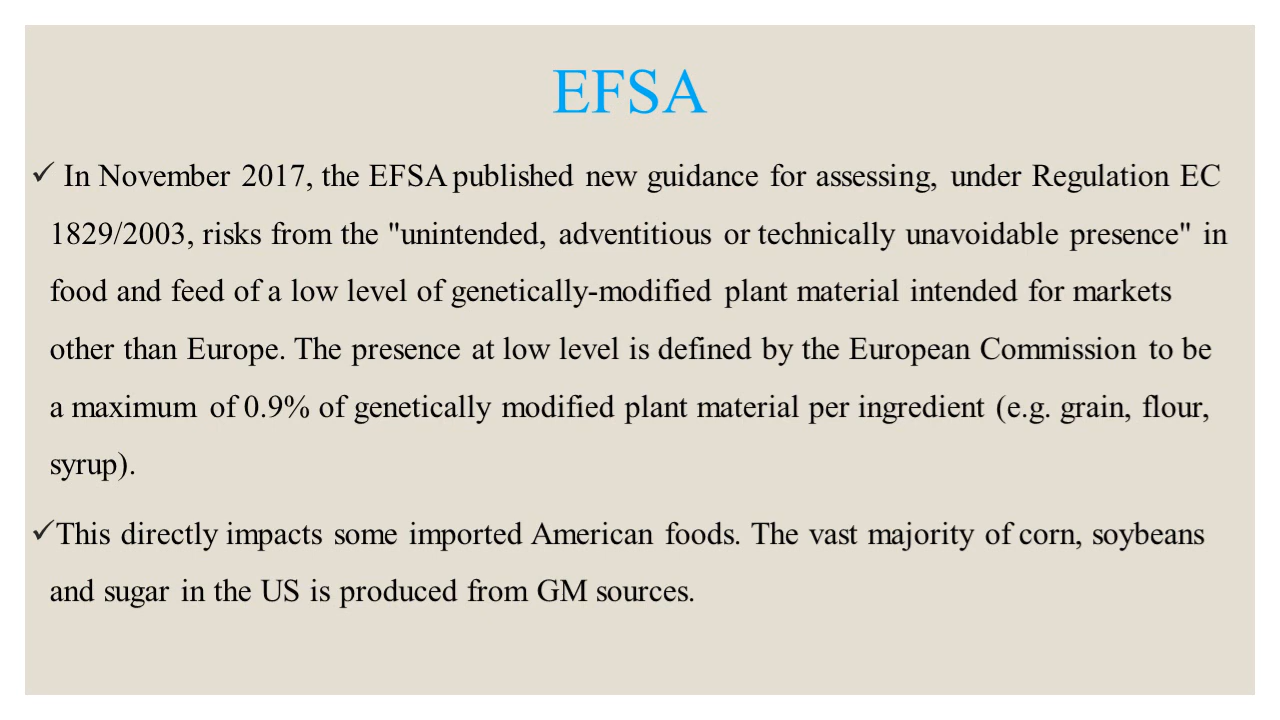 EFSA
✓ In November 2017, the EFSA published new guidance for assessing, under Regulation EC
1829/2003, risks from the "unintended, adventitious or technically unavoidable presence" in
food and feed of a low level of genetically-modified plant material intended for markets
other than Europe. The presence at low level is defined by the European Commission to be
a maximum of 0.9% of genetically modified plant material per ingredient (e.g. grain, flour,
syrup).
✓This directly impacts some imported American foods. The vast majority of corn, soybeans
and sugar in the US is produced from GM sources.